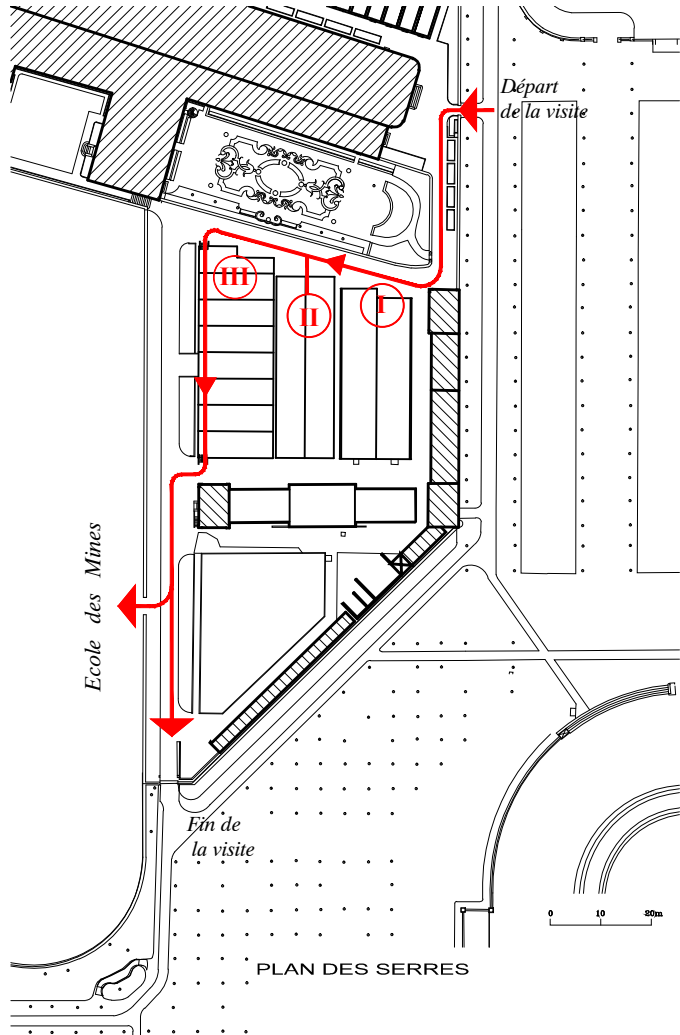 Départ
de la visite
III
II
I
Ecole des Mines
Fin de
la visite
0 10 20m
PLAN DES SERRES